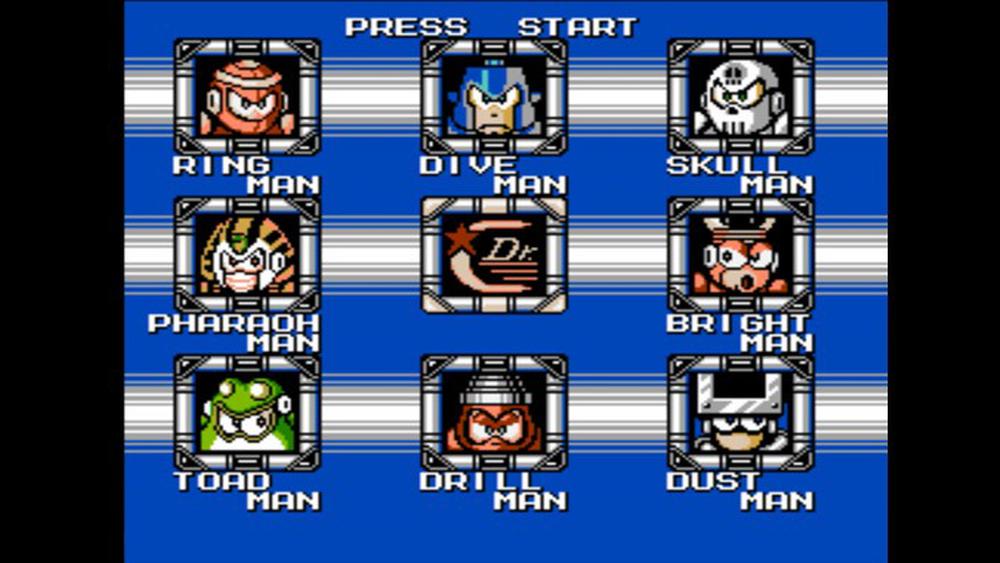 PRESS START
RING MAN
DIVE MAN
SKULL MAN
PHARAOH MAN
Dr.
BRIGHT MAN
TOAD MAN
DRILL MAN
DUST MAN